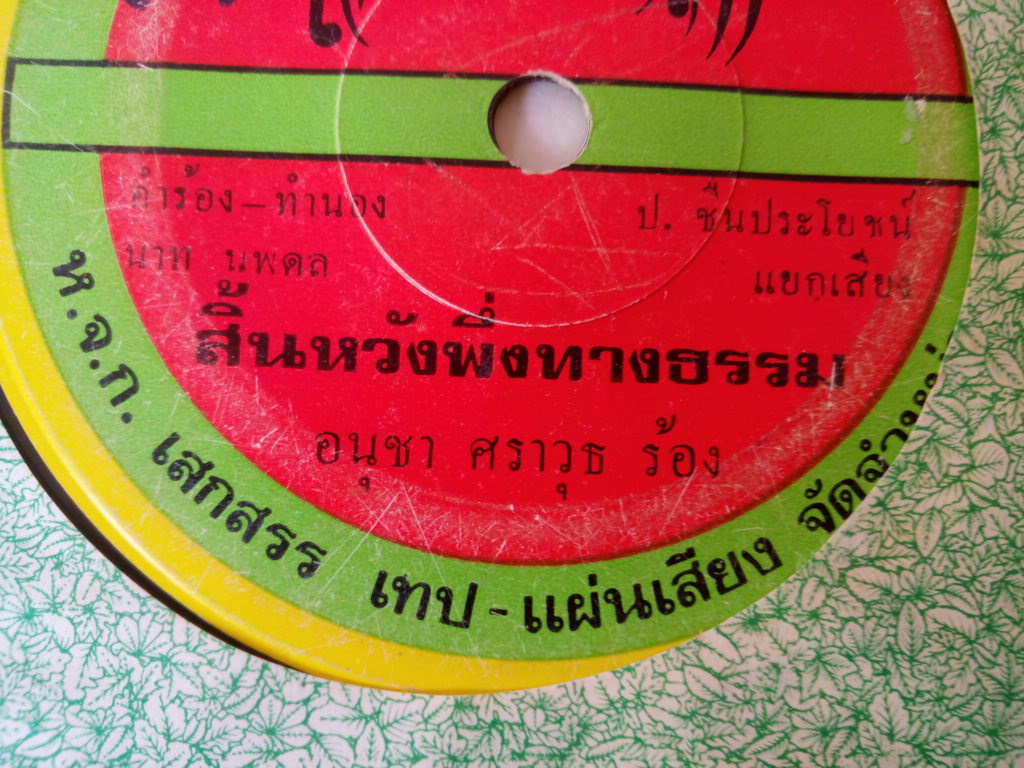 คำร้อง-ทำนอง
ป. ชื่นประโยชน์
นาท นพดล
แยกเสียง
สิ้นหวังพึ่งทางธรรม
อนุชา ศราวุธ ร้อง
ห.จ.ก. เสกสรร เทป-แผ่นเสียง